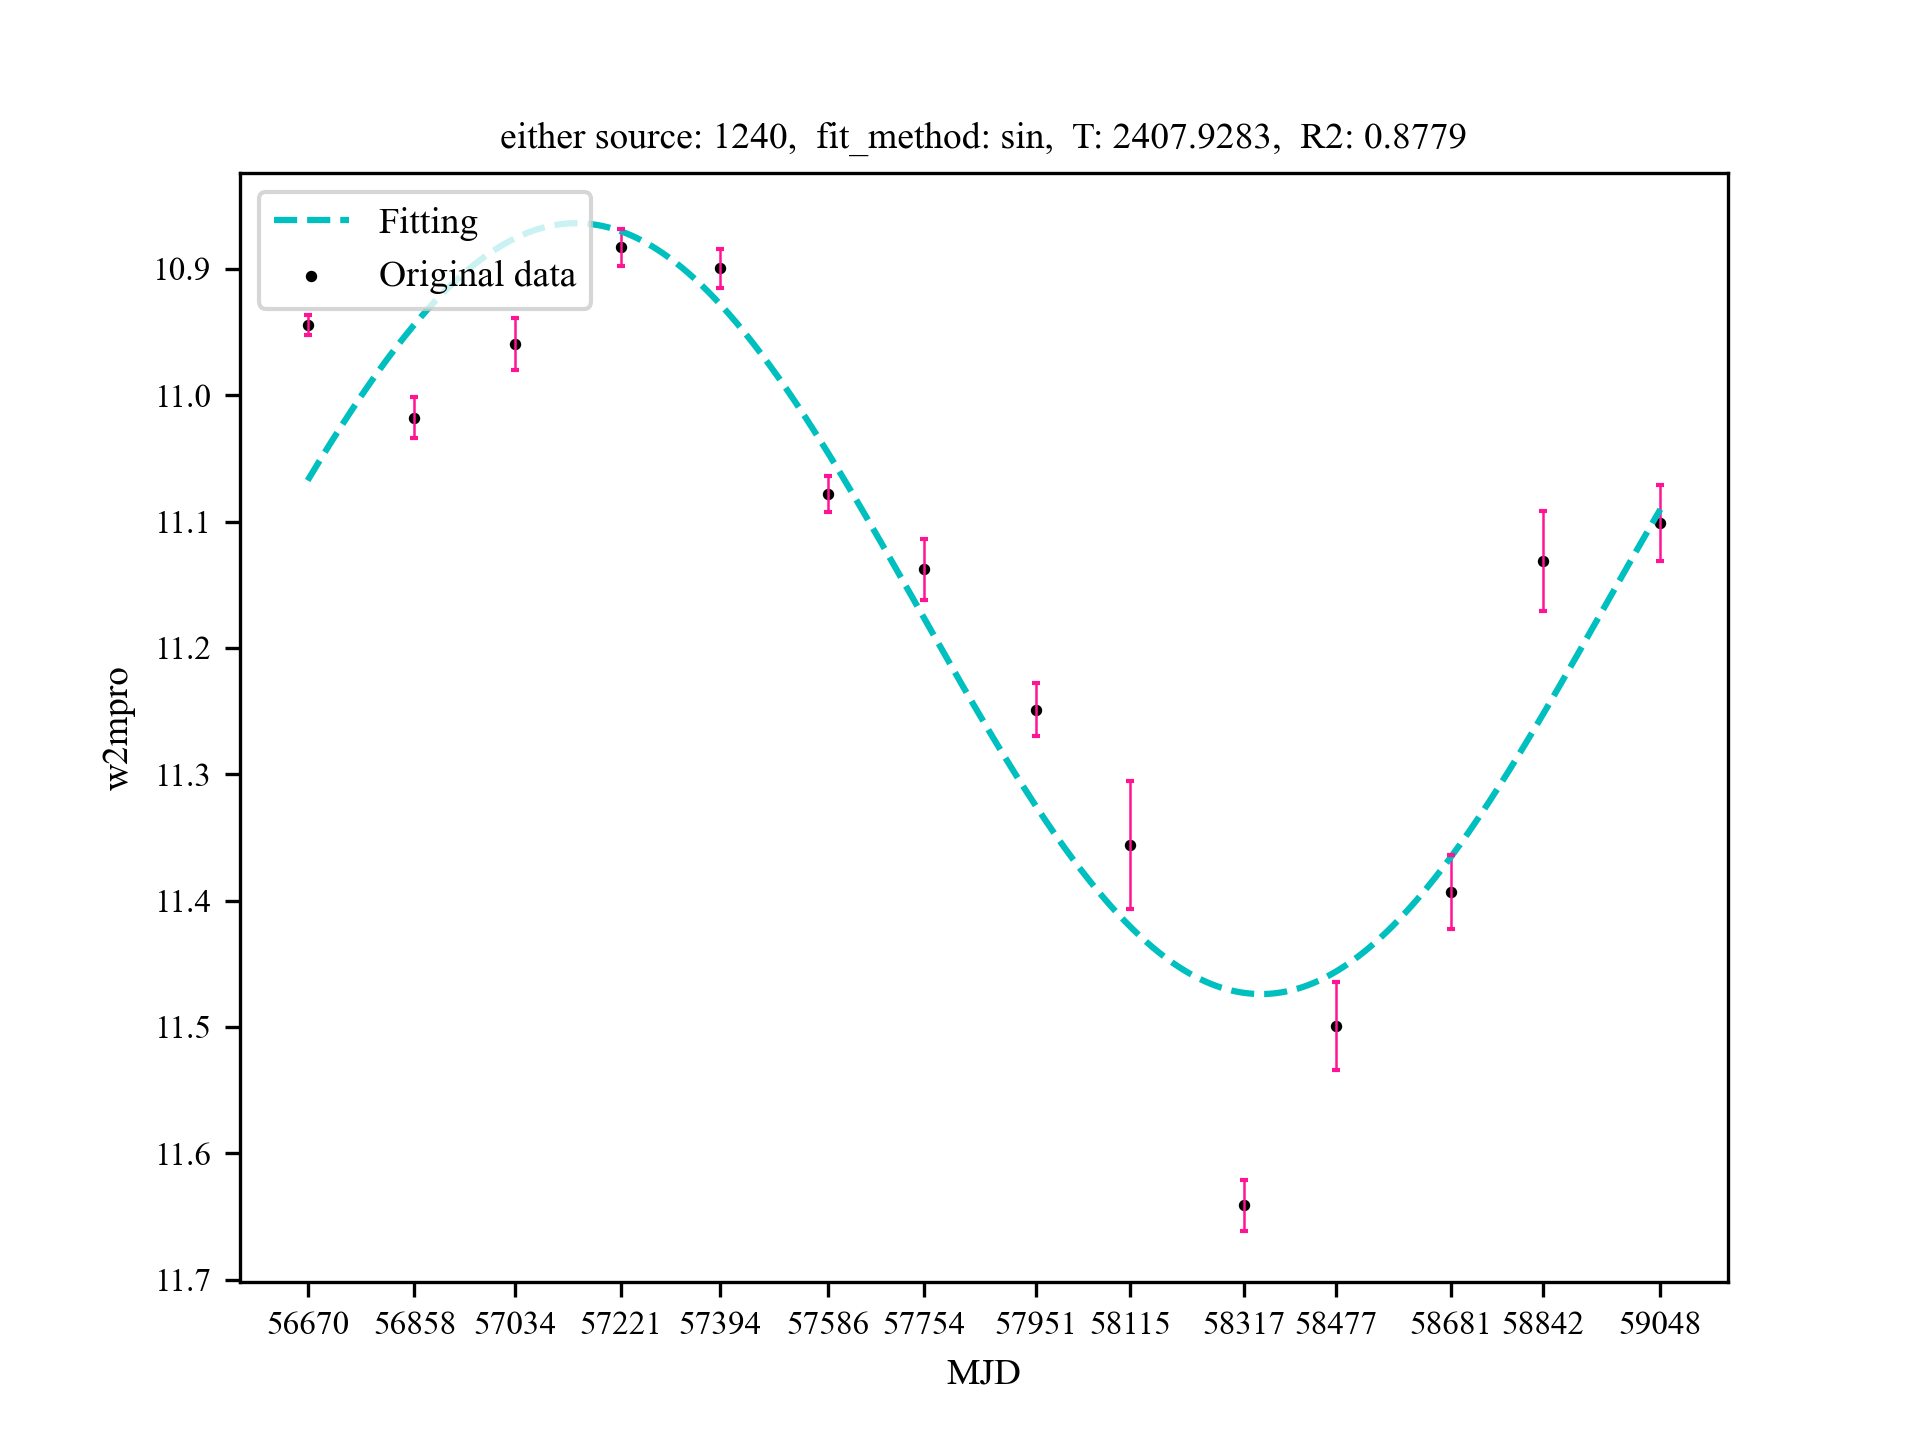 either source: 1240,  fit_method: sin,  T: 2407.9283,  R2: 0.8779
Fitting
Original data
10.9
11.0
11.1
11.2
11.3
11.4
11.5
11.6
11.7
w2mpro
56670 56858 57034 57221 57394 57586 57754 57951 58115 58317 58477 58681 58842 59048
MJD